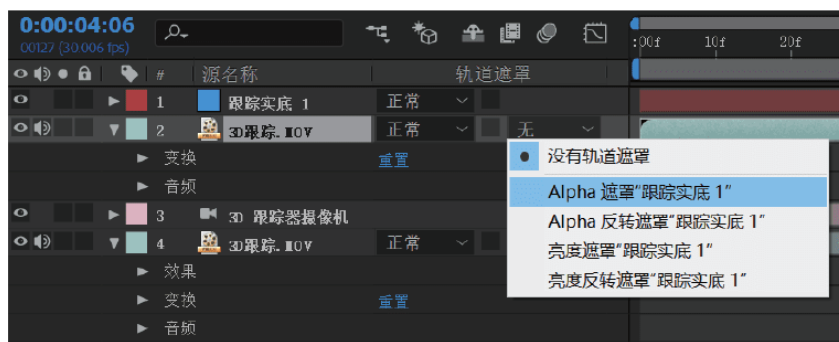 0:00:04:06
00127 (30.006 fps)
:00f 10f 20f
# 源名称 轨道遮罩
1 跟踪实底 1 正常
2 3D跟踪.MOV 正常 无
变换 重置
音频
没有轨道遮罩
Alpha 遮罩“跟踪实底 1”
Alpha 反转遮罩“跟踪实底 1”
亮度遮罩“跟踪实底 1”
亮度反转遮罩“跟踪实底 1”
3 3D 跟踪器摄像机
4 3D跟踪.MOV 正常
效果
变换 重置
音频